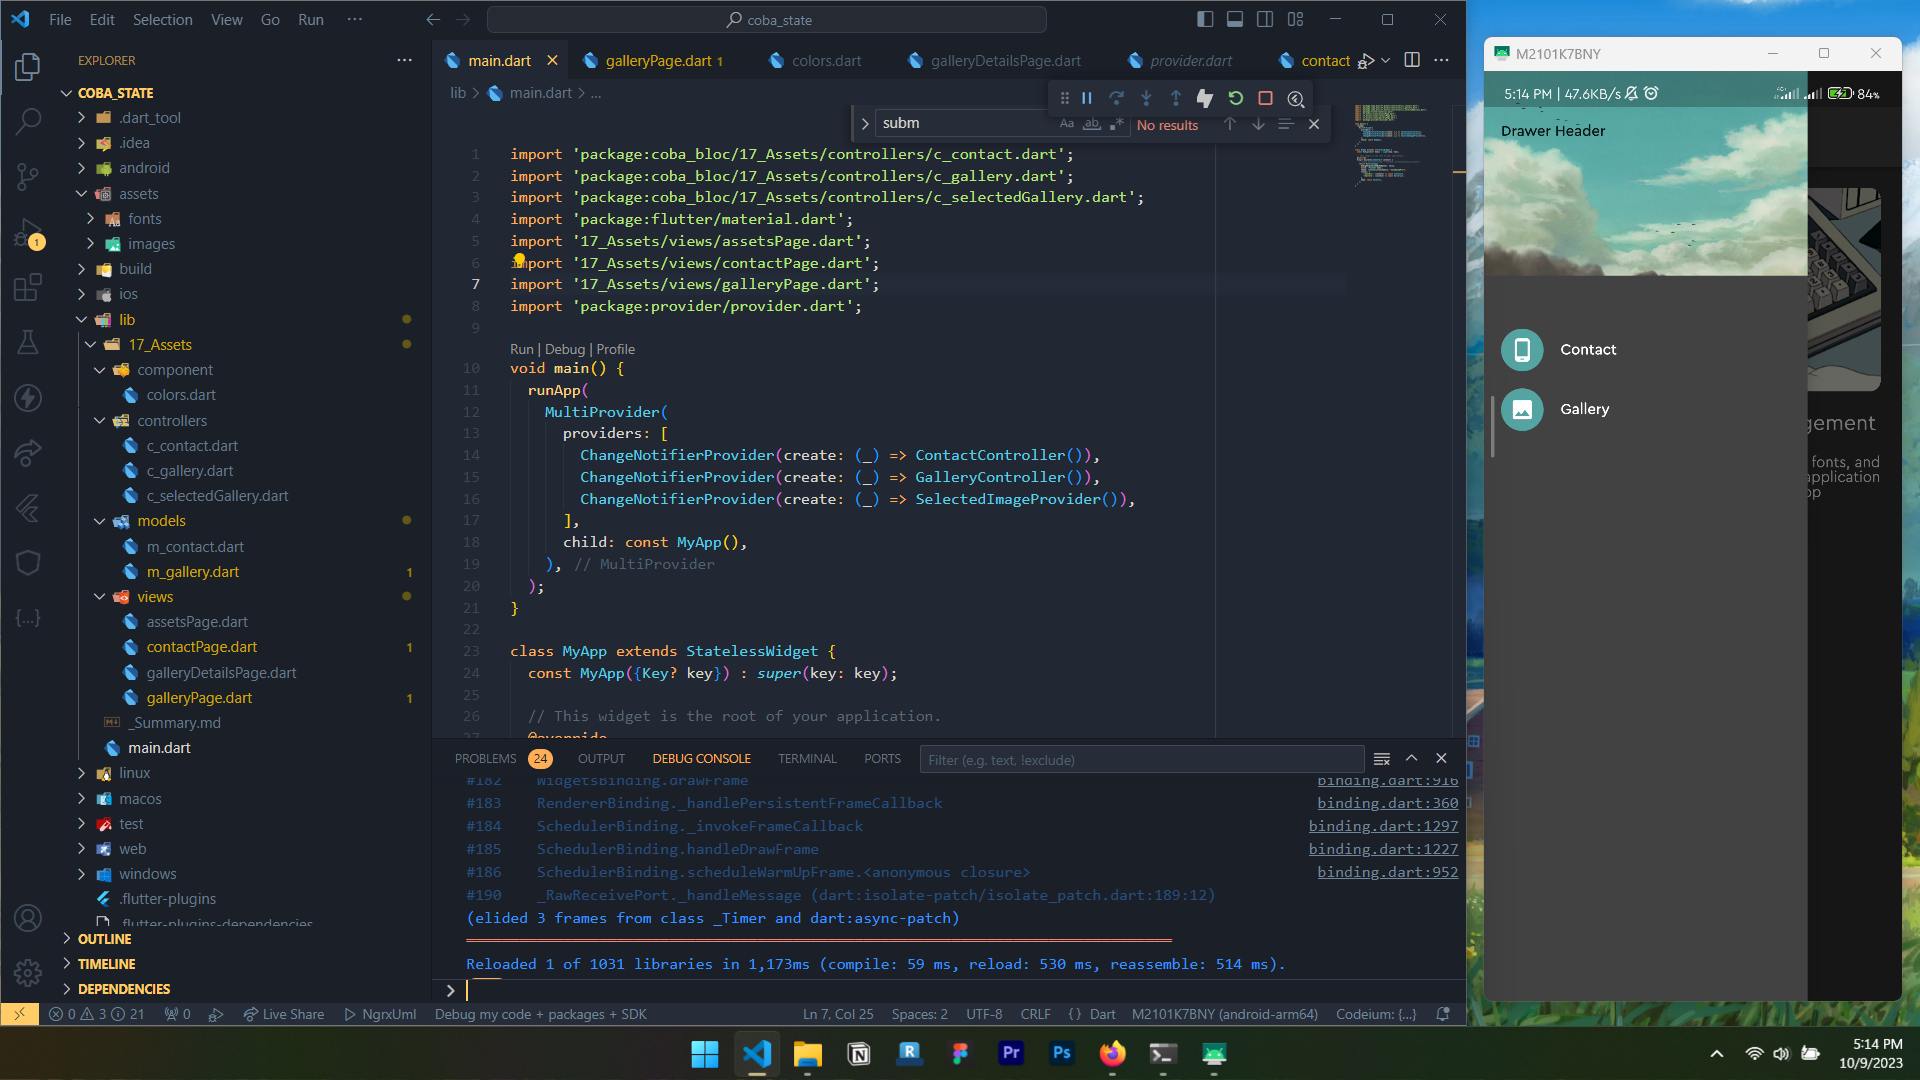 File Edit Selection View Go Run ···
coba_state
EXPLORER
COBA_STATE
.dart_tool
.idea
android
assets
fonts
images
build
ios
lib
17_Assets
component
colors.dart
controllers
c_contact.dart
c_gallery.dart
c_selectedGallery.dart
models
m_contact.dart
m_gallery.dart 1
views
assetsPage.dart
contactPage.dart 1
galleryDetailsPage.dart
galleryPage.dart 1
_Summary.md
main.dart
linux
macos
test
web
windows
.flutter-plugins
.flutter-plugins-dependencies
OUTLINE
TIMELINE
DEPENDENCIES
1
main.dart galleryPage.dart 1 colors.dart galleryDetailsPage.dart provider.dart contact
lib > main.dart > ...
subm Aa ab No results
1 import 'package:coba_bloc/17_Assets/controllers/c_contact.dart';
2 import 'package:coba_bloc/17_Assets/controllers/c_gallery.dart';
3 import 'package:coba_bloc/17_Assets/controllers/c_selectedGallery.dart';
4 import 'package:flutter/material.dart';
5 import '17_Assets/views/assetsPage.dart';
6 import '17_Assets/views/contactPage.dart';
7 import '17_Assets/views/galleryPage.dart';
8 import 'package:provider/provider.dart';
9
Run | Debug | Profile
10 void main() {
11 runApp(
12 MultiProvider(
13 providers: [
14 ChangeNotifierProvider(create: (_) => ContactController()),
15 ChangeNotifierProvider(create: (_) => GalleryController()),
16 ChangeNotifierProvider(create: (_) => SelectedImageProvider()),
17 ],
18 child: const MyApp(),
19 ), // MultiProvider
20 );
21 }
22
23 class MyApp extends StatelessWidget {
24 const MyApp({Key? key}) : super(key: key);
25
26 // This widget is the root of your application.
27 @override
PROBLEMS 24 OUTPUT DEBUG CONSOLE TERMINAL PORTS Filter (e.g. text, !exclude)
#182 WidgetsBinding.drawFrame binding.dart:916
#183 RendererBinding._handlePersistentFrameCallback binding.dart:360
#184 SchedulerBinding._invokeFrameCallback binding.dart:1297
#185 SchedulerBinding.handleDrawFrame binding.dart:1227
#186 SchedulerBinding.scheduleWarmUpFrame.<anonymous closure> binding.dart:952
#190 _RawReceivePort._handleMessage (dart:isolate-patch/isolate_patch.dart:189:12)
(elided 3 frames from class _Timer and dart:async-patch)
Reloaded 1 of 1031 libraries in 1,173ms (compile: 59 ms, reload: 530 ms, reassemble: 514 ms).
0 3 21 0 Live Share NgrxUml Debug my code + packages + SDK Ln 7, Col 25 Spaces: 2 UTF-8 CRLF {} Dart M2101K7BNY (android-arm64) Codeium: {...}
M2101K7BNY
5:14 PM | 47.6KB/s 84%
Drawer Header
Contact
Gallery
gement
fonts, and
application
op
R Pr Ps
5:14 PM
10/9/2023